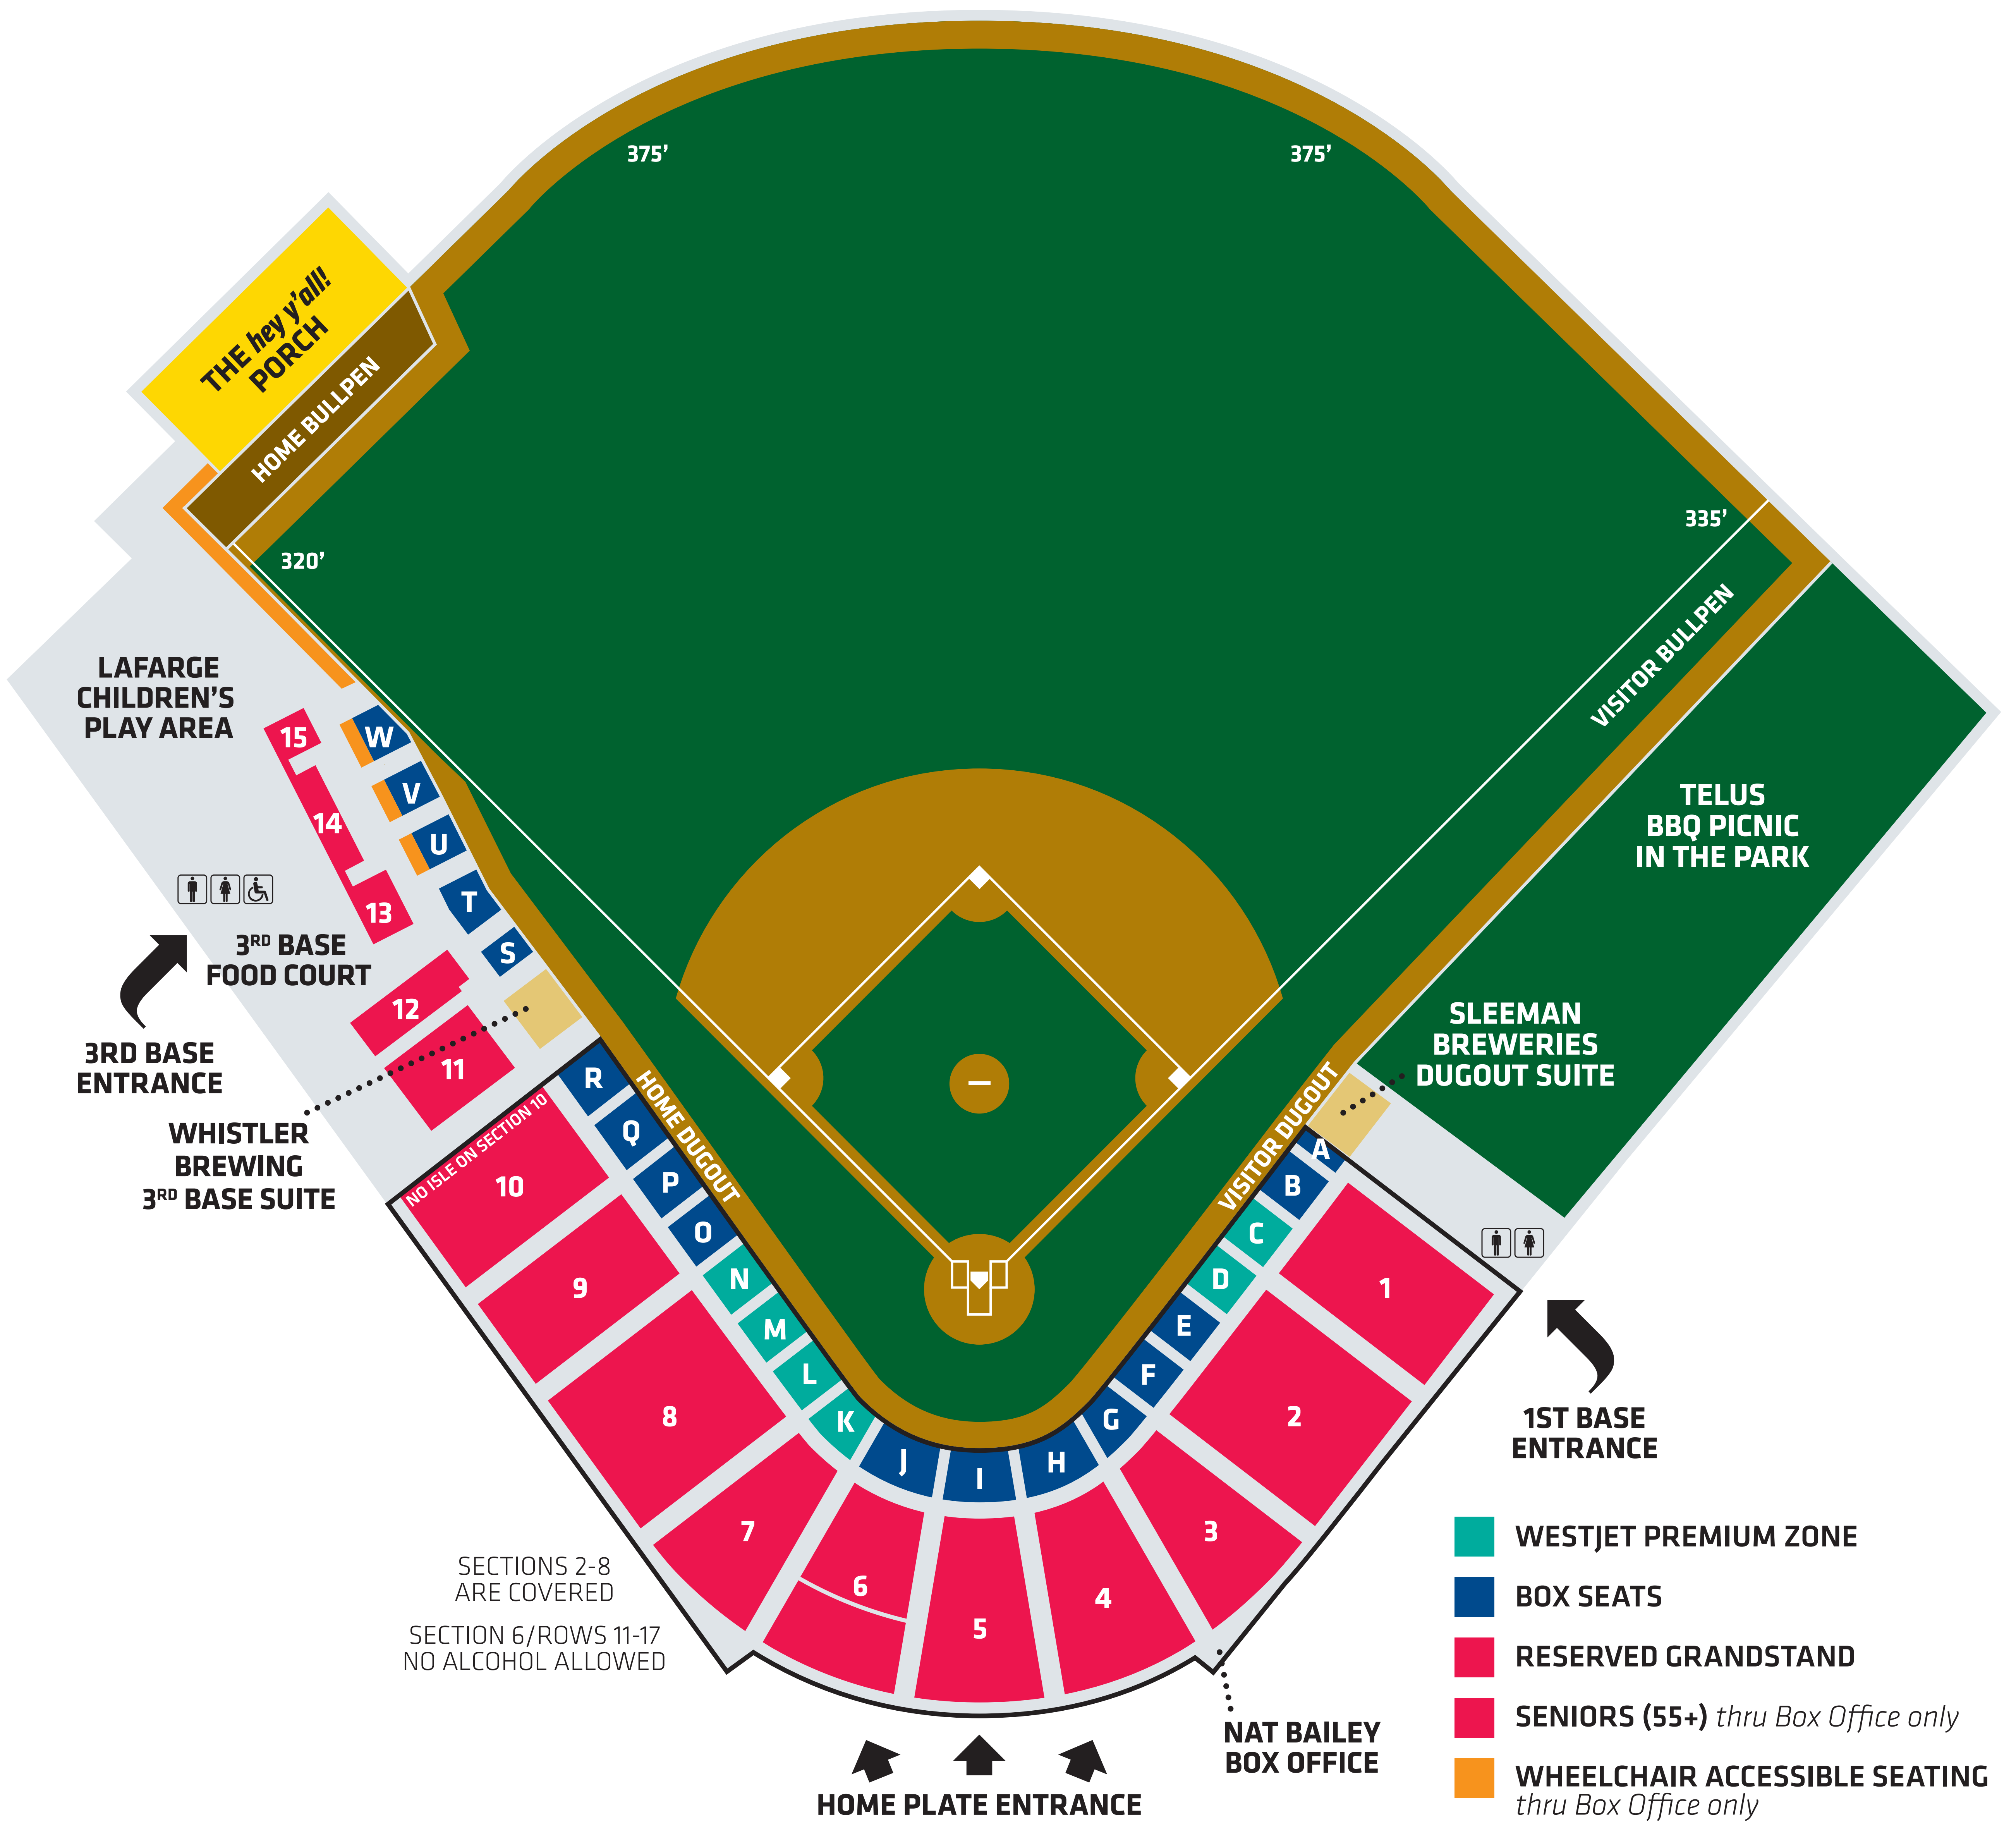 375’
375’
THE hey y’all!
PORCH
HOME BULLPEN
320’
335’
VISITOR BULLPEN
LAFARGE
CHILDREN’S
PLAY AREA
15
14
13
W
V
U
T
S
TELUS
BBQ PICNIC
IN THE PARK
3RD BASE
FOOD COURT
12
11
3RD BASE
ENTRANCE
WHISTLER
BREWING
3RD BASE SUITE
SLEEMAN
BREWERIES
DUGOUT SUITE
HOME DUGOUT
VISITOR DUGOUT
NO ISLE ON SECTION 10
R
Q
P
O
N
M
L
K
J
I
H
G
F
E
D
C
B
A
10
9
8
7
6
5
4
3
2
1
1ST BASE
ENTRANCE
SECTIONS 2-8
ARE COVERED
SECTION 6/ROWS 11-17
NO ALCOHOL ALLOWED
NAT BAILEY
BOX OFFICE
HOME PLATE ENTRANCE
WESTJET PREMIUM ZONE
BOX SEATS
RESERVED GRANDSTAND
SENIORS (55+) thru Box Office only
WHEELCHAIR ACCESSIBLE SEATING
thru Box Office only